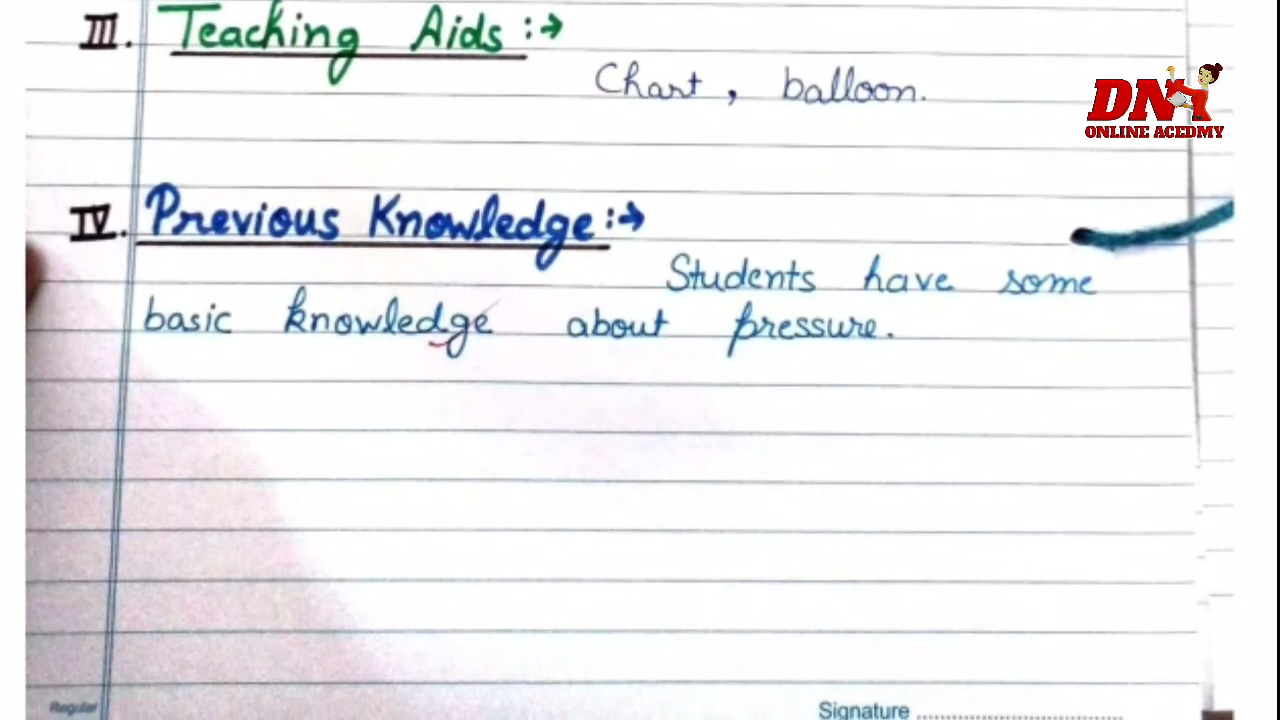 III. Teaching Aids :→
Chart, balloon.
DN
ONLINE ACEDMY
IV. Previous Knowledge :→
Students have some
basic knowledge about pressure.
Regular
Signature ..............................